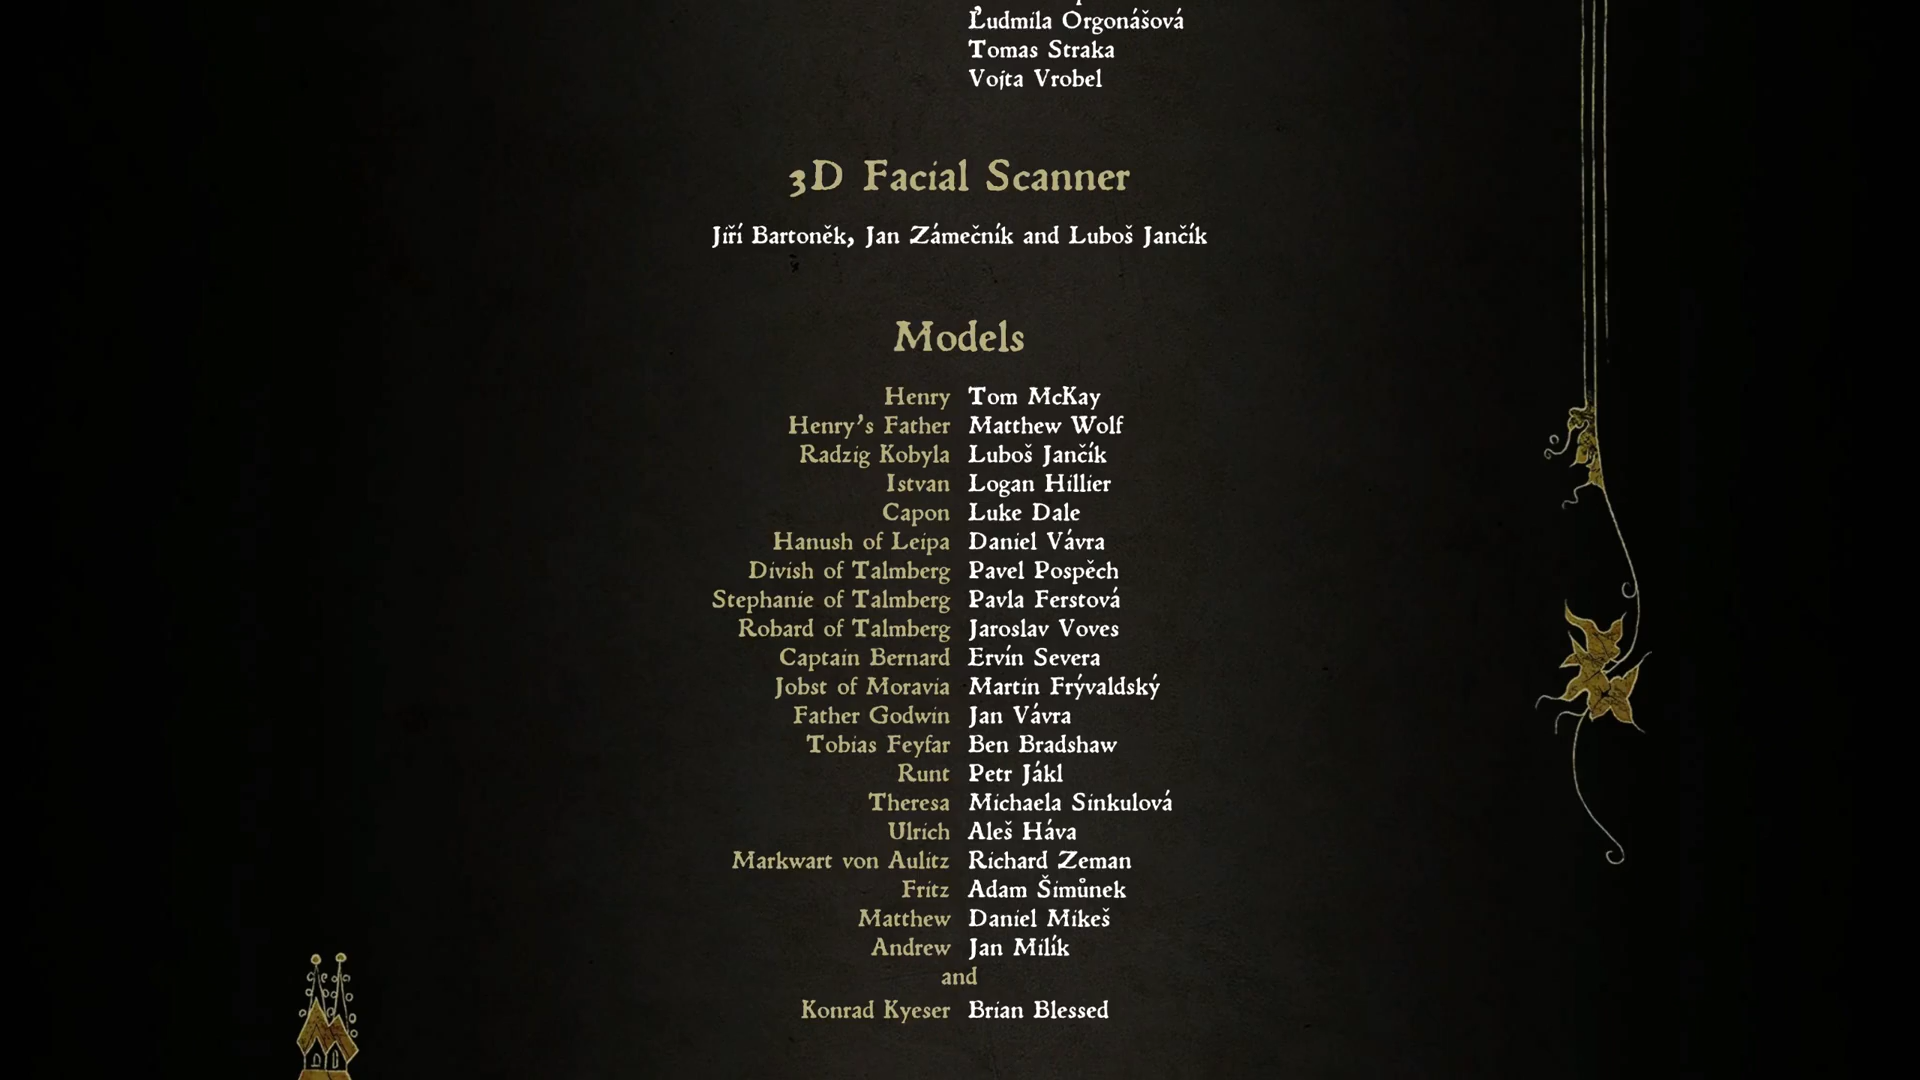 Ľudmila Orgonášová
Tomas Straka
Vojta Vrobel
3D Facial Scanner
Jiří Bartoněk, Jan Zámečník and Luboš Jančík
Models
Henry Tom McKay
Henry's Father Matthew Wolf
Radzig Kobyla Luboš Jančík
Istvan Logan Hillier
Capon Luke Dale
Hanush of Leipa Daniel Vávra
Divish of Talmberg Pavel Pospěch
Stephanie of Talmberg Pavla Ferstová
Robard of Talmberg Jaroslav Voves
Captain Bernard Ervín Severa
Jobst of Moravia Martin Frývaldský
Father Godwin Jan Vávra
Tobias Feyfar Ben Bradshaw
Runt Petr Jákl
Theresa Michaela Sinkulová
Ulrich Aleš Háva
Markwart von Aulitz Richard Zeman
Fritz Adam Šimůnek
Matthew Daniel Mikeš
Andrew Jan Milík
and
Konrad Kyeser Brian Blessed